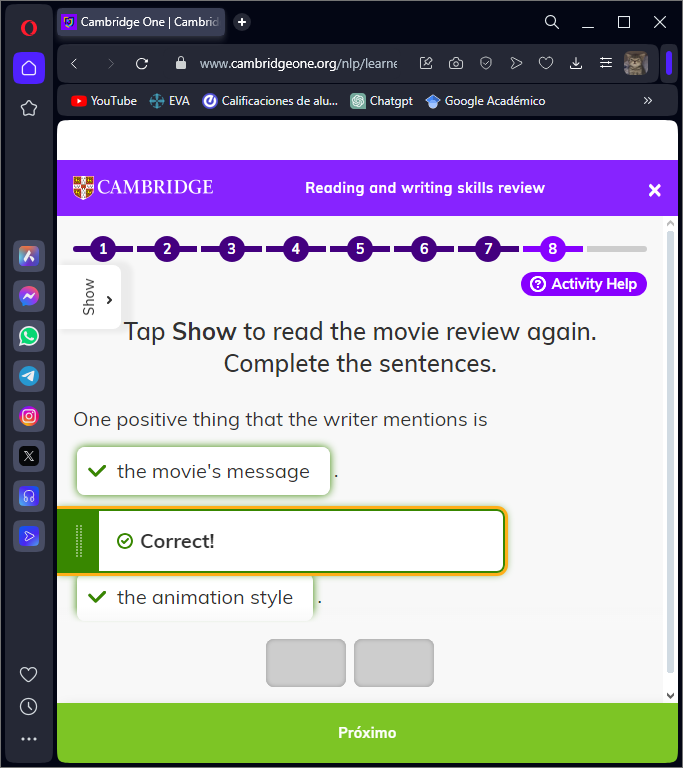 Cambridge One | Cambrid
www.cambridgeone.org/nlp/learne
YouTube EVA Calificaciones de alu... Chatgpt Google Académico »
CAMBRIDGE Reading and writing skills review
1 2 3 4 5 6 7 8
Activity Help
Show
Tap Show to read the movie review again.
Complete the sentences.
One positive thing that the writer mentions is
the movie's message .
Correct!
the animation style .
Próximo